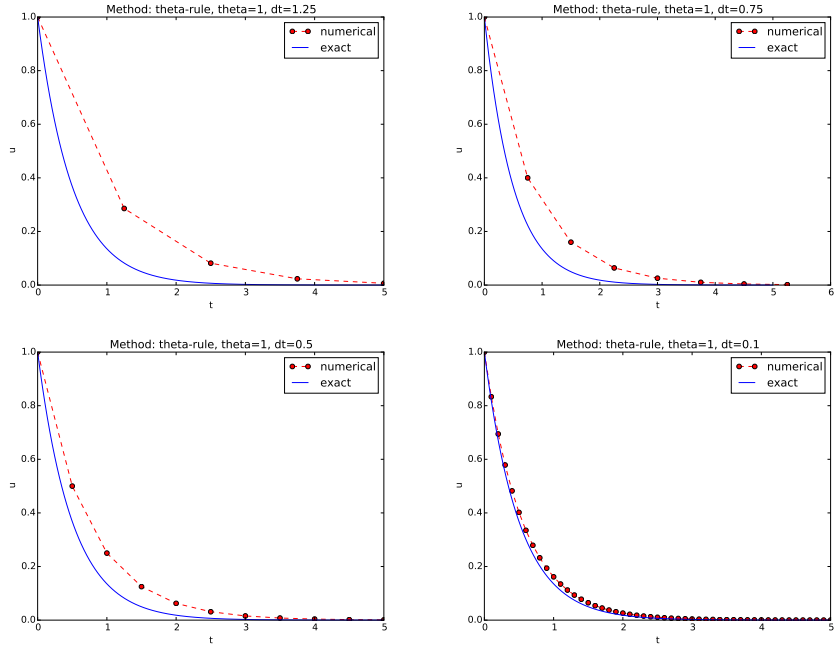 Method: theta-rule, theta=1, dt=1.25
numerical
exact
1.0
0.8
0.6
0.4
0.2
0.0
u
0 1 2 3 4 5
t
Method: theta-rule, theta=1, dt=0.75
numerical
exact
1.0
0.8
0.6
0.4
0.2
0.0
u
0 1 2 3 4 5 6
t
Method: theta-rule, theta=1, dt=0.5
numerical
exact
1.0
0.8
0.6
0.4
0.2
0.0
u
0 1 2 3 4 5
t
Method: theta-rule, theta=1, dt=0.1
numerical
exact
1.0
0.8
0.6
0.4
0.2
0.0
u
0 1 2 3 4 5
t